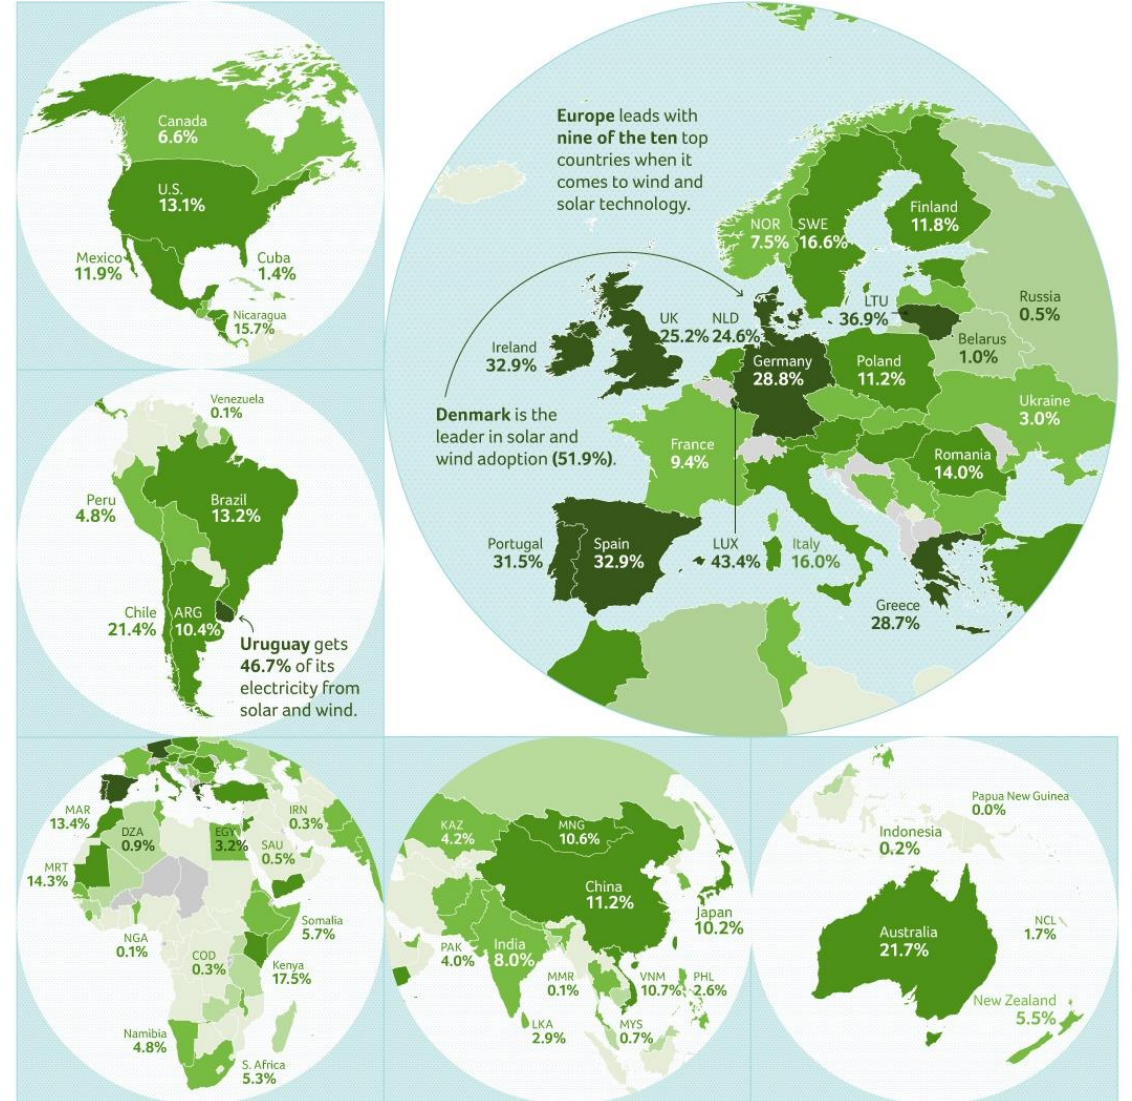 Canada
6.6%
U.S.
13.1%
Mexico
11.9%
Cuba
1.4%
Nicaragua
15.7%
Europe leads with
nine of the ten top
countries when it
comes to wind and
solar technology.
NOR
7.5%
SWE
16.6%
Finland
11.8%
Russia
0.5%
LTU
36.9%
Belarus
1.0%
UK
25.2%
NLD
24.6%
Ireland
32.9%
Germany
28.8%
Poland
11.2%
Ukraine
3.0%
Denmark is the
leader in solar and
wind adoption (51.9%).
France
9.4%
Romania
14.0%
Portugal
31.5%
Spain
32.9%
LUX
43.4%
Italy
16.0%
Greece
28.7%
Venezuela
0.1%
Peru
4.8%
Brazil
13.2%
Chile
21.4%
ARG
10.4%
Uruguay gets
46.7% of its
electricity from
solar and wind.
MAR
13.4%
DZA
0.9%
EGY
3.2%
IRN
0.3%
SAU
0.5%
MRT
14.3%
NGA
0.1%
COD
0.3%
Somalia
5.7%
Kenya
17.5%
Namibia
4.8%
S. Africa
5.3%
KAZ
4.2%
MNG
10.6%
China
11.2%
Japan
10.2%
PAK
4.0%
India
8.0%
MMR
0.1%
VNM
10.7%
PHL
2.6%
LKA
2.9%
MYS
0.7%
Papua New Guinea
0.0%
Indonesia
0.2%
Australia
21.7%
NCL
1.7%
New Zealand
5.5%